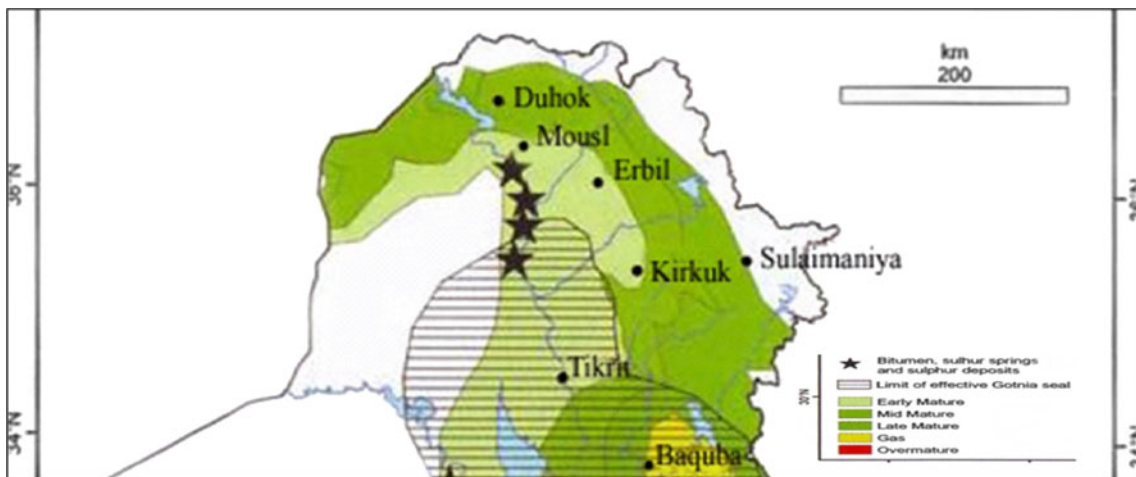 km
200
Duhok
Mousl
Erbil
36°N
Kirkuk
Sulaimaniya
Tikrit
Bitumen, sulhur springs
and sulphur deposits
Limit of effective Gotnia seal
Early Mature
Mid Mature
Late Mature
Gas
Overmature
34°N
Baquba